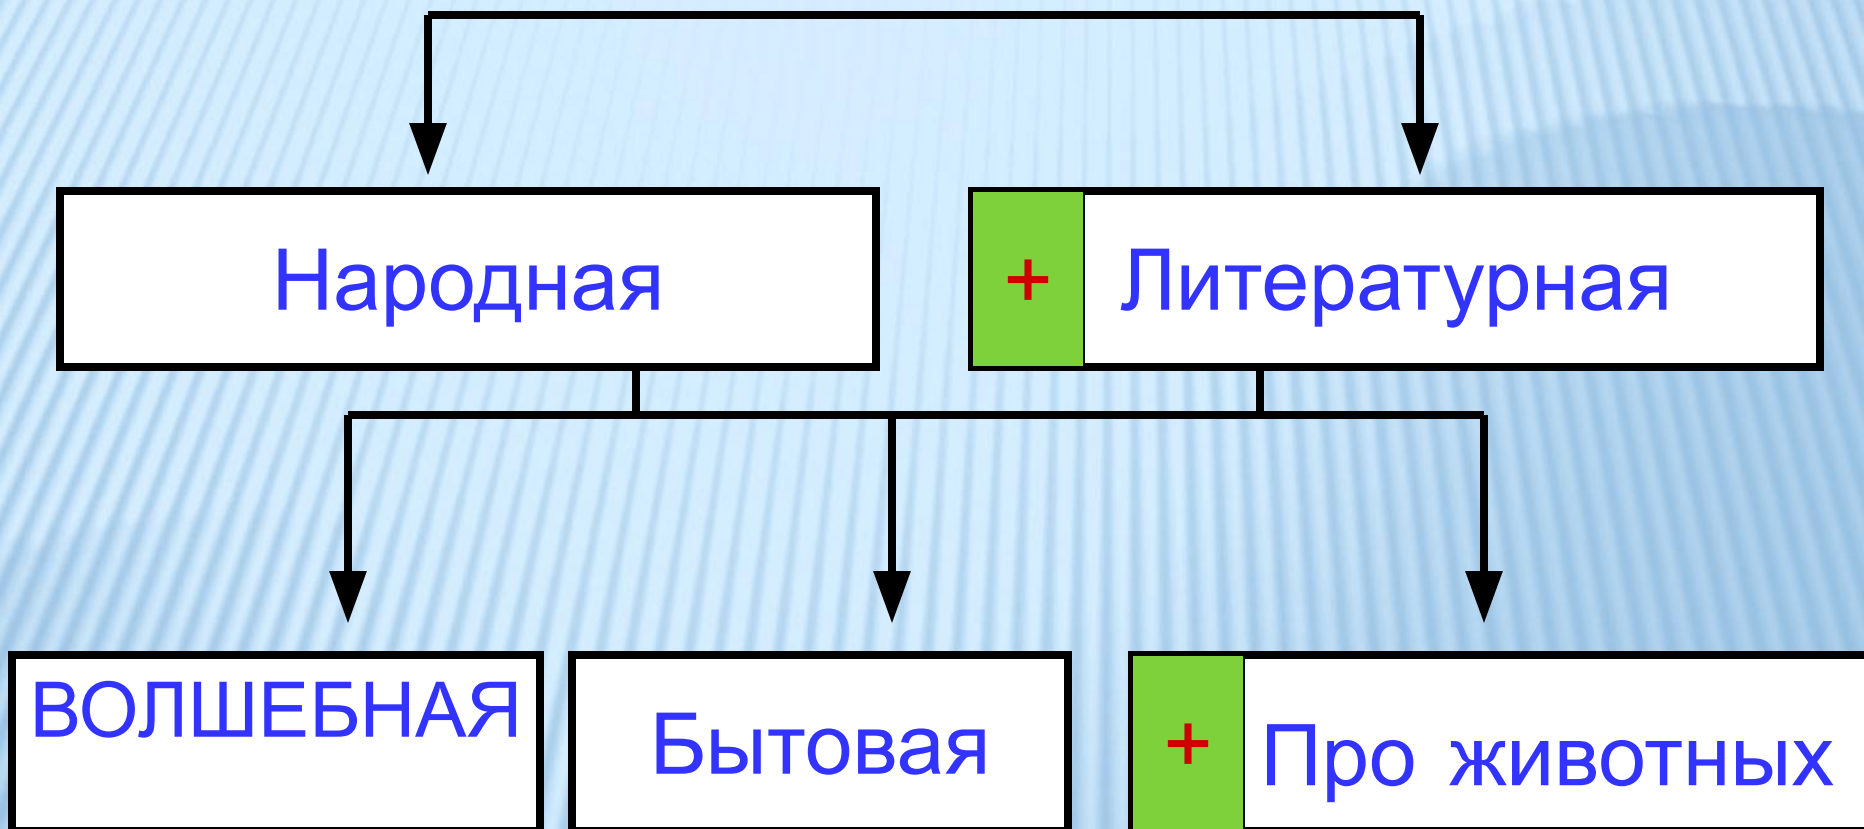 Народная
+ Литературная
ВОЛШЕБНАЯ
Бытовая
+ Про животных